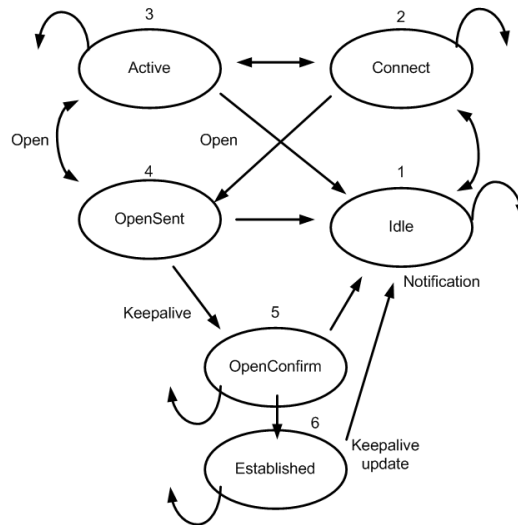 3
2
Active
Connect
Open
Open
4
1
OpenSent
Idle
Notification
Keepalive
5
OpenConfirm
6
Keepalive
update
Established